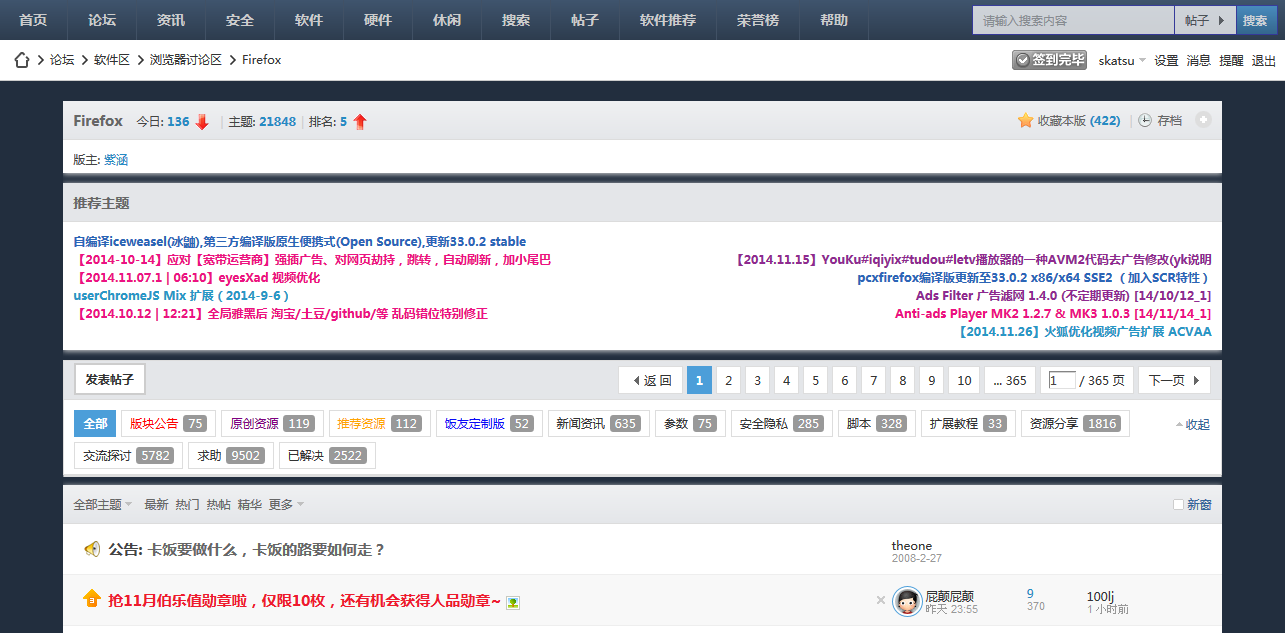 首页 论坛 资讯 安全 软件 硬件 休闲 搜索 帖子 软件推荐 荣誉榜 帮助 请输入搜索内容 帖子 搜索
论坛 软件区 浏览器讨论区 Firefox 签到完毕 skatsu 设置 消息 提醒 退出
Firefox 今日: 136 主题: 21848 排名: 5 收藏本版 (422) 存档
版主: 紫涵
推荐主题
自编译iceweasel(冰鼬),第三方编译版原生便携式(Open Source),更新33.0.2 stable
【2014-10-14】应对【宽带运营商】强插广告、对网页劫持，跳转，自动刷新，加小尾巴 【2014.11.15】YouKu#iqiyix#tudou#letv播放器的一种AVM2代码去广告修改(yk说明
【2014.11.07.1 | 06:10】eyesXad 视频优化 pcxfirefox编译版更新至33.0.2 x86/x64 SSE2 （ 加入SCR特性 ）
userChromeJS Mix 扩展 ( 2014-9-6 ) Ads Filter 广告滤网 1.4.0 (不定期更新) [14/10/12_1]
【2014.10.12 | 12:21】全局雅黑后 淘宝/土豆/github/等 乱码错位特别修正 Anti-ads Player MK2 1.2.7 & MK3 1.0.3 [14/11/14_1]
【2014.11.26】火狐优化视频广告扩展 ACVAA
发表帖子 返 回 1 2 3 4 5 6 7 8 9 10 ... 365 1 / 365 页 下一页
全部 版块公告 75 原创资源 119 推荐资源 112 饭友定制版 52 新闻资讯 635 参数 75 安全隐私 285 脚本 328 扩展教程 33 资源分享 1816 收起
交流探讨 5782 求助 9502 已解决 2522
全部主题 最新 热门 热帖 精华 更多 新窗
公告: 卡饭要做什么，卡饭的路要如何走？ theone
2008-2-27
抢11月伯乐值勋章啦，仅限10枚，还有机会获得人品勋章~ 屁颠屁颠 9 100lj
昨天 23:55 370 1 小时前